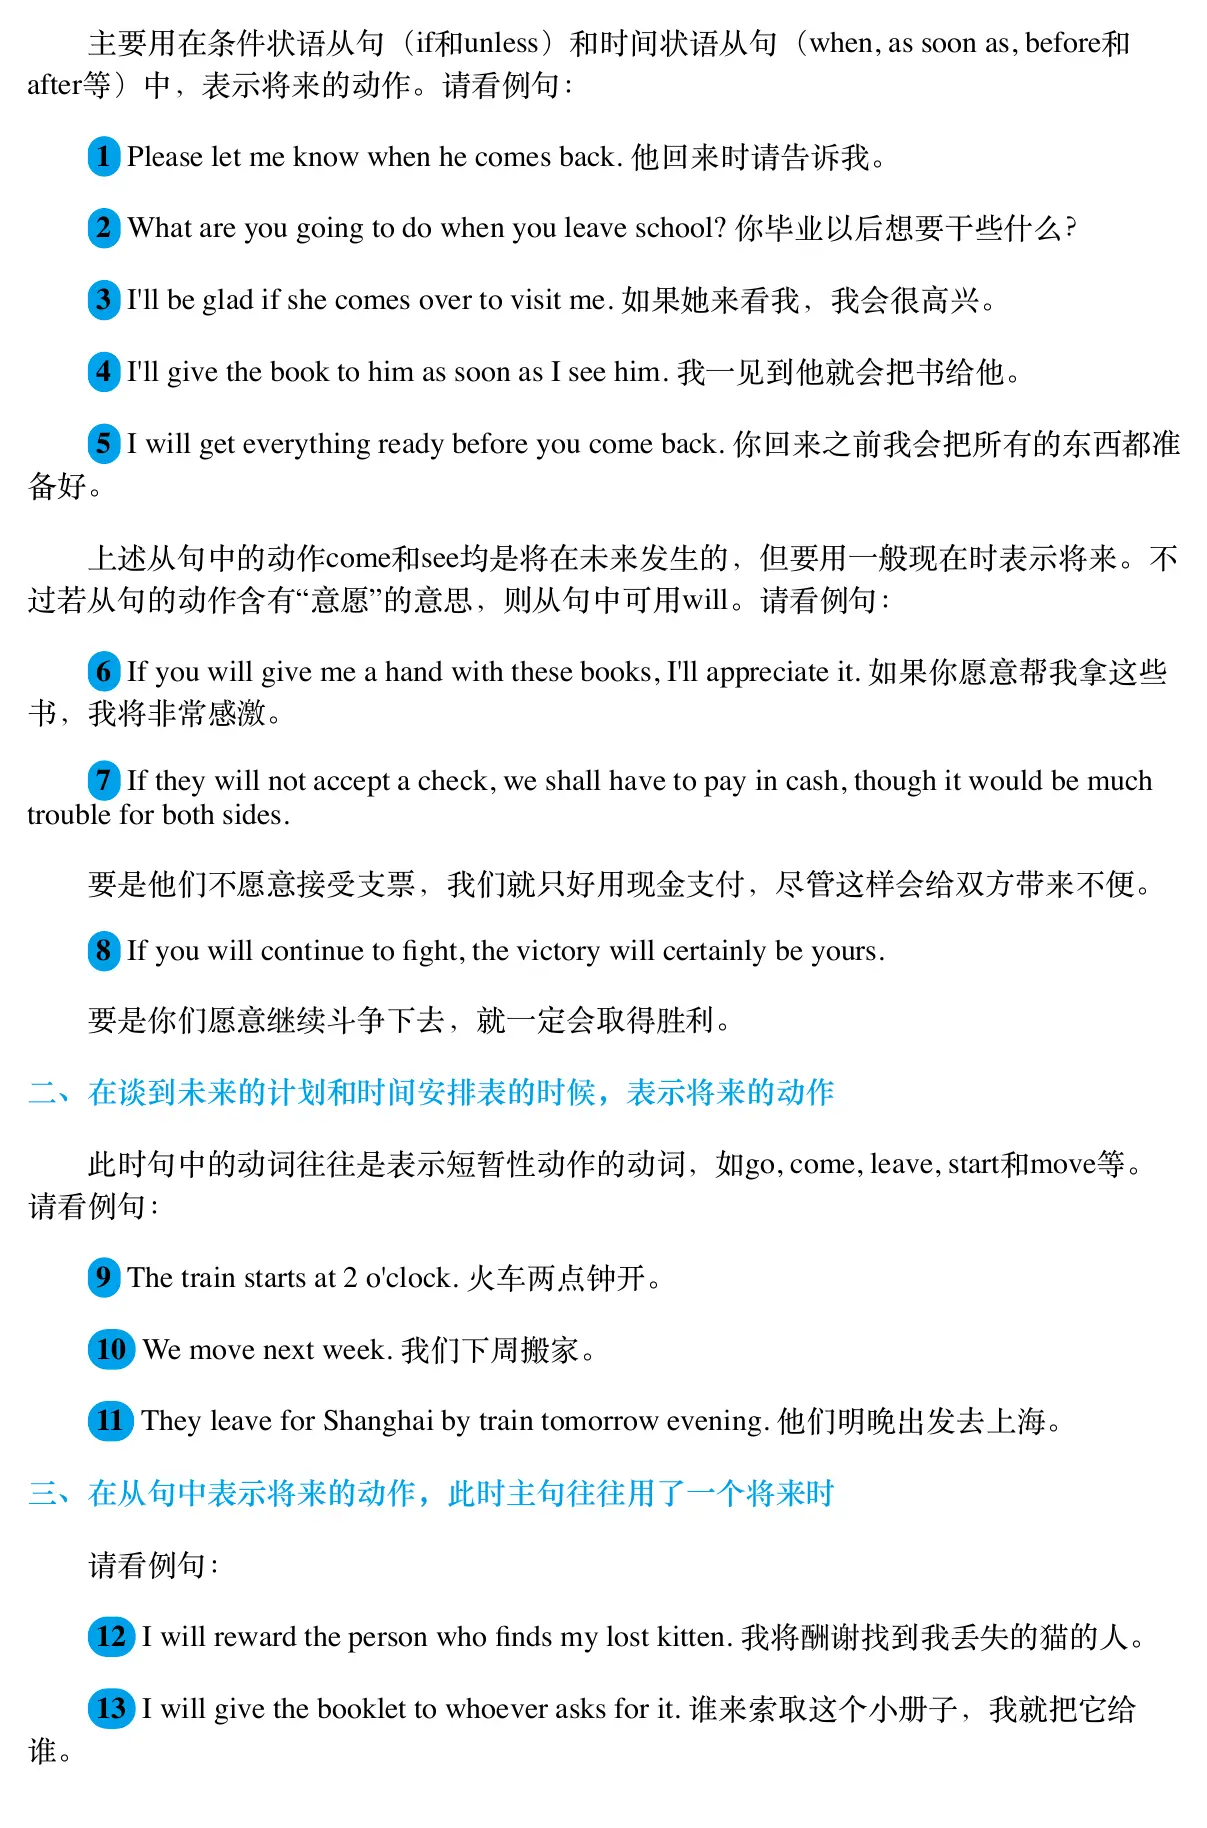 主要用在条件状语从句（if和unless）和时间状语从句（when, as soon as, before和
after等）中，表示将来的动作。请看例句：
1 Please let me know when he comes back. 他回来时请告诉我。
2 What are you going to do when you leave school? 你毕业以后想要干些什么？
3 I'll be glad if she comes over to visit me. 如果她来看我，我会很高兴。
4 I'll give the book to him as soon as I see him. 我一见到他就会把书给他。
5 I will get everything ready before you come back. 你回来之前我会把所有的东西都准
备好。
上述从句中的动作come和see均是将在未来发生的，但要用一般现在时表示将来。不
过若从句的动作含有“意愿”的意思，则从句中可用will。请看例句：
6 If you will give me a hand with these books, I'll appreciate it. 如果你愿意帮我拿这些
书，我将非常感激。
7 If they will not accept a check, we shall have to pay in cash, though it would be much
trouble for both sides.
要是他们不愿意接受支票，我们就只好用现金支付，尽管这样会给双方带来不便。
8 If you will continue to fight, the victory will certainly be yours.
要是你们愿意继续斗争下去，就一定会取得胜利。
二、在谈到未来的计划和时间安排表的时候，表示将来的动作
此时句中的动词往往是表示短暂性动作的动词，如go, come, leave, start和move等。
请看例句：
9 The train starts at 2 o'clock. 火车两点钟开。
10 We move next week. 我们下周搬家。
11 They leave for Shanghai by train tomorrow evening. 他们明晚出发去上海。
三、在从句中表示将来的动作，此时主句往往用了一个将来时
请看例句：
12 I will reward the person who finds my lost kitten. 我将酬谢找到我丢失的猫的人。
13 I will give the booklet to whoever asks for it. 谁来索取这个小册子，我就把它给
谁。